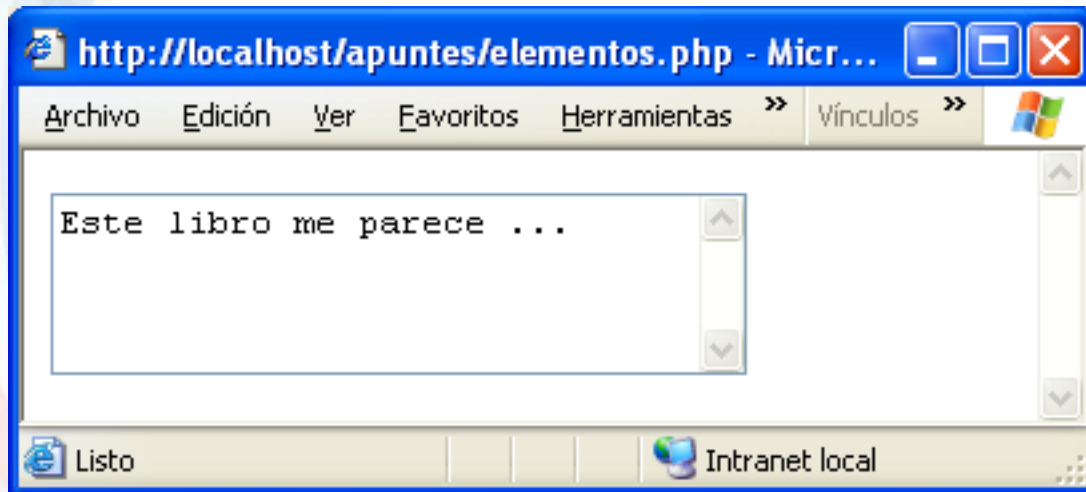 http://localhost/apuntes/elementos.php - Micr...
Archivo Edición Ver Favoritos Herramientas » Vínculos »
Este libro me parece ...
Listo Intranet local